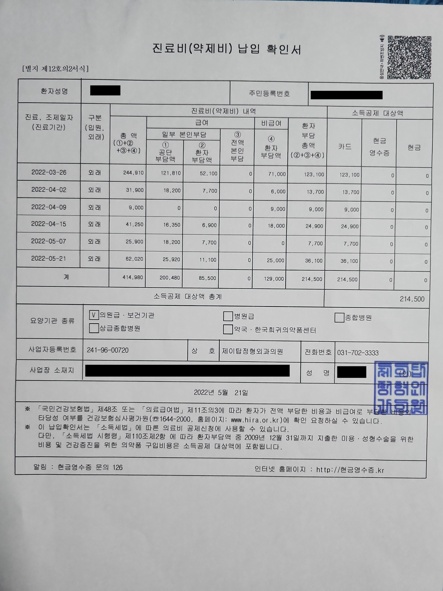 진료비(약제비) 납입 확인서
[별지 제12호의2서식]
환자성명 주민등록번호
진료, 조제일자 (진료기간) 구분 (입원, 외래) 진료비(약제비) 내역 소득공제 대상액
총 액 (①+② +③+④) 급여 비급여 환자 부담 총액 (②+③+④) 카드 현금 영수증 현금
일부 본인부담 ③ 전액 본인 부담 ④ 환자 부담액
① 공단 부담액 ② 환자 부담액
2022-03-26 외래 244,910 121,810 52,100 0 71,000 123,100 123,100 0 0
2022-04-02 외래 31,900 18,200 7,700 0 6,000 13,700 13,700 0 0
2022-04-09 외래 9,000 0 0 0 9,000 9,000 9,000 0 0
2022-04-15 외래 41,250 16,350 6,900 0 18,000 24,900 24,900 0 0
2022-05-07 외래 25,900 18,200 7,700 0 0 7,700 7,700 0 0
2022-05-21 외래 62,020 25,920 11,100 0 25,000 36,100 36,100 0 0
계 414,980 200,480 85,500 0 129,000 214,500 214,500 0 0
소득공제 대상액 총계 214,500
요양기관 종류 [V]의원급·보건기관 □병원급 □종합병원
□상급종합병원 □약국·한국희귀의약품센터
사업자등록번호 241-96-00720 상 호 제이탑정형외과의원 전화번호 031-702-3333
사업장 소재지 성 명
제이탑
정형외
과의원
2022년 5월 21일
※ 「국민건강보험법」제48조 또는 「의료급여법」제11조의3에 따라 환자가 전액 부담한 비용과 비급여로
타당성 여부를 건강보험심사평가원(☎1644-2000, 홈페이지: www.hira.or.kr)에 확인 요청하실 수 있습니다.
※ 이 납입확인서는 「소득세법」에 따른 의료비 공제신청에 사용할 수 있습니다.
다만, 「소득세법 시행령」제110조제2항 에 따라 환자부담액 중 2009년 12월 31일까지 지출한 미용·성형수술을 위한
비용 및 건강증진을 위한 의약품 구입비용은 소득공제 대상액에 포함됩니다.
알림 : 현금영수증 문의 126 인터넷 홈페이지 : http://현금영수증.kr